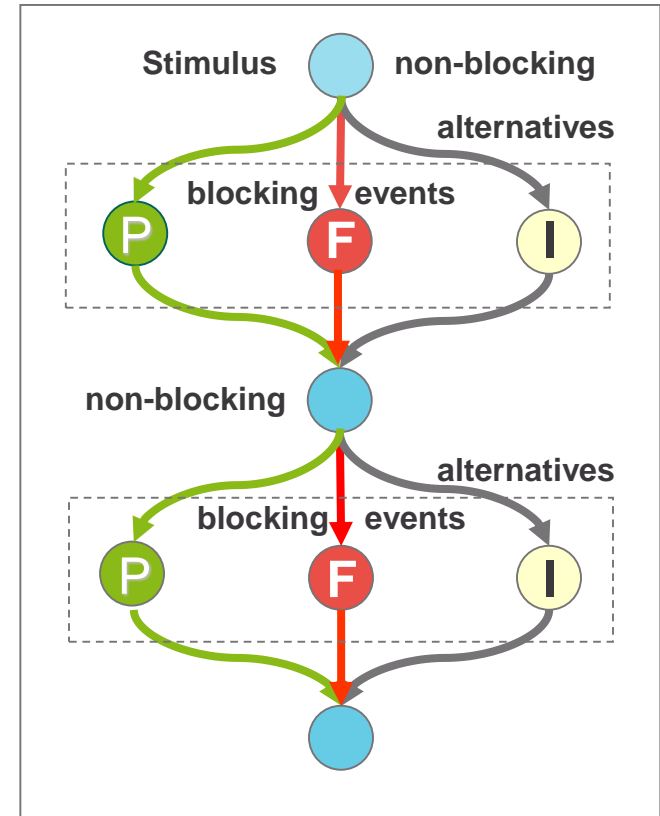 Stimulus non-blocking
alternatives
blocking events
P F I
non-blocking
alternatives
blocking events
P F I